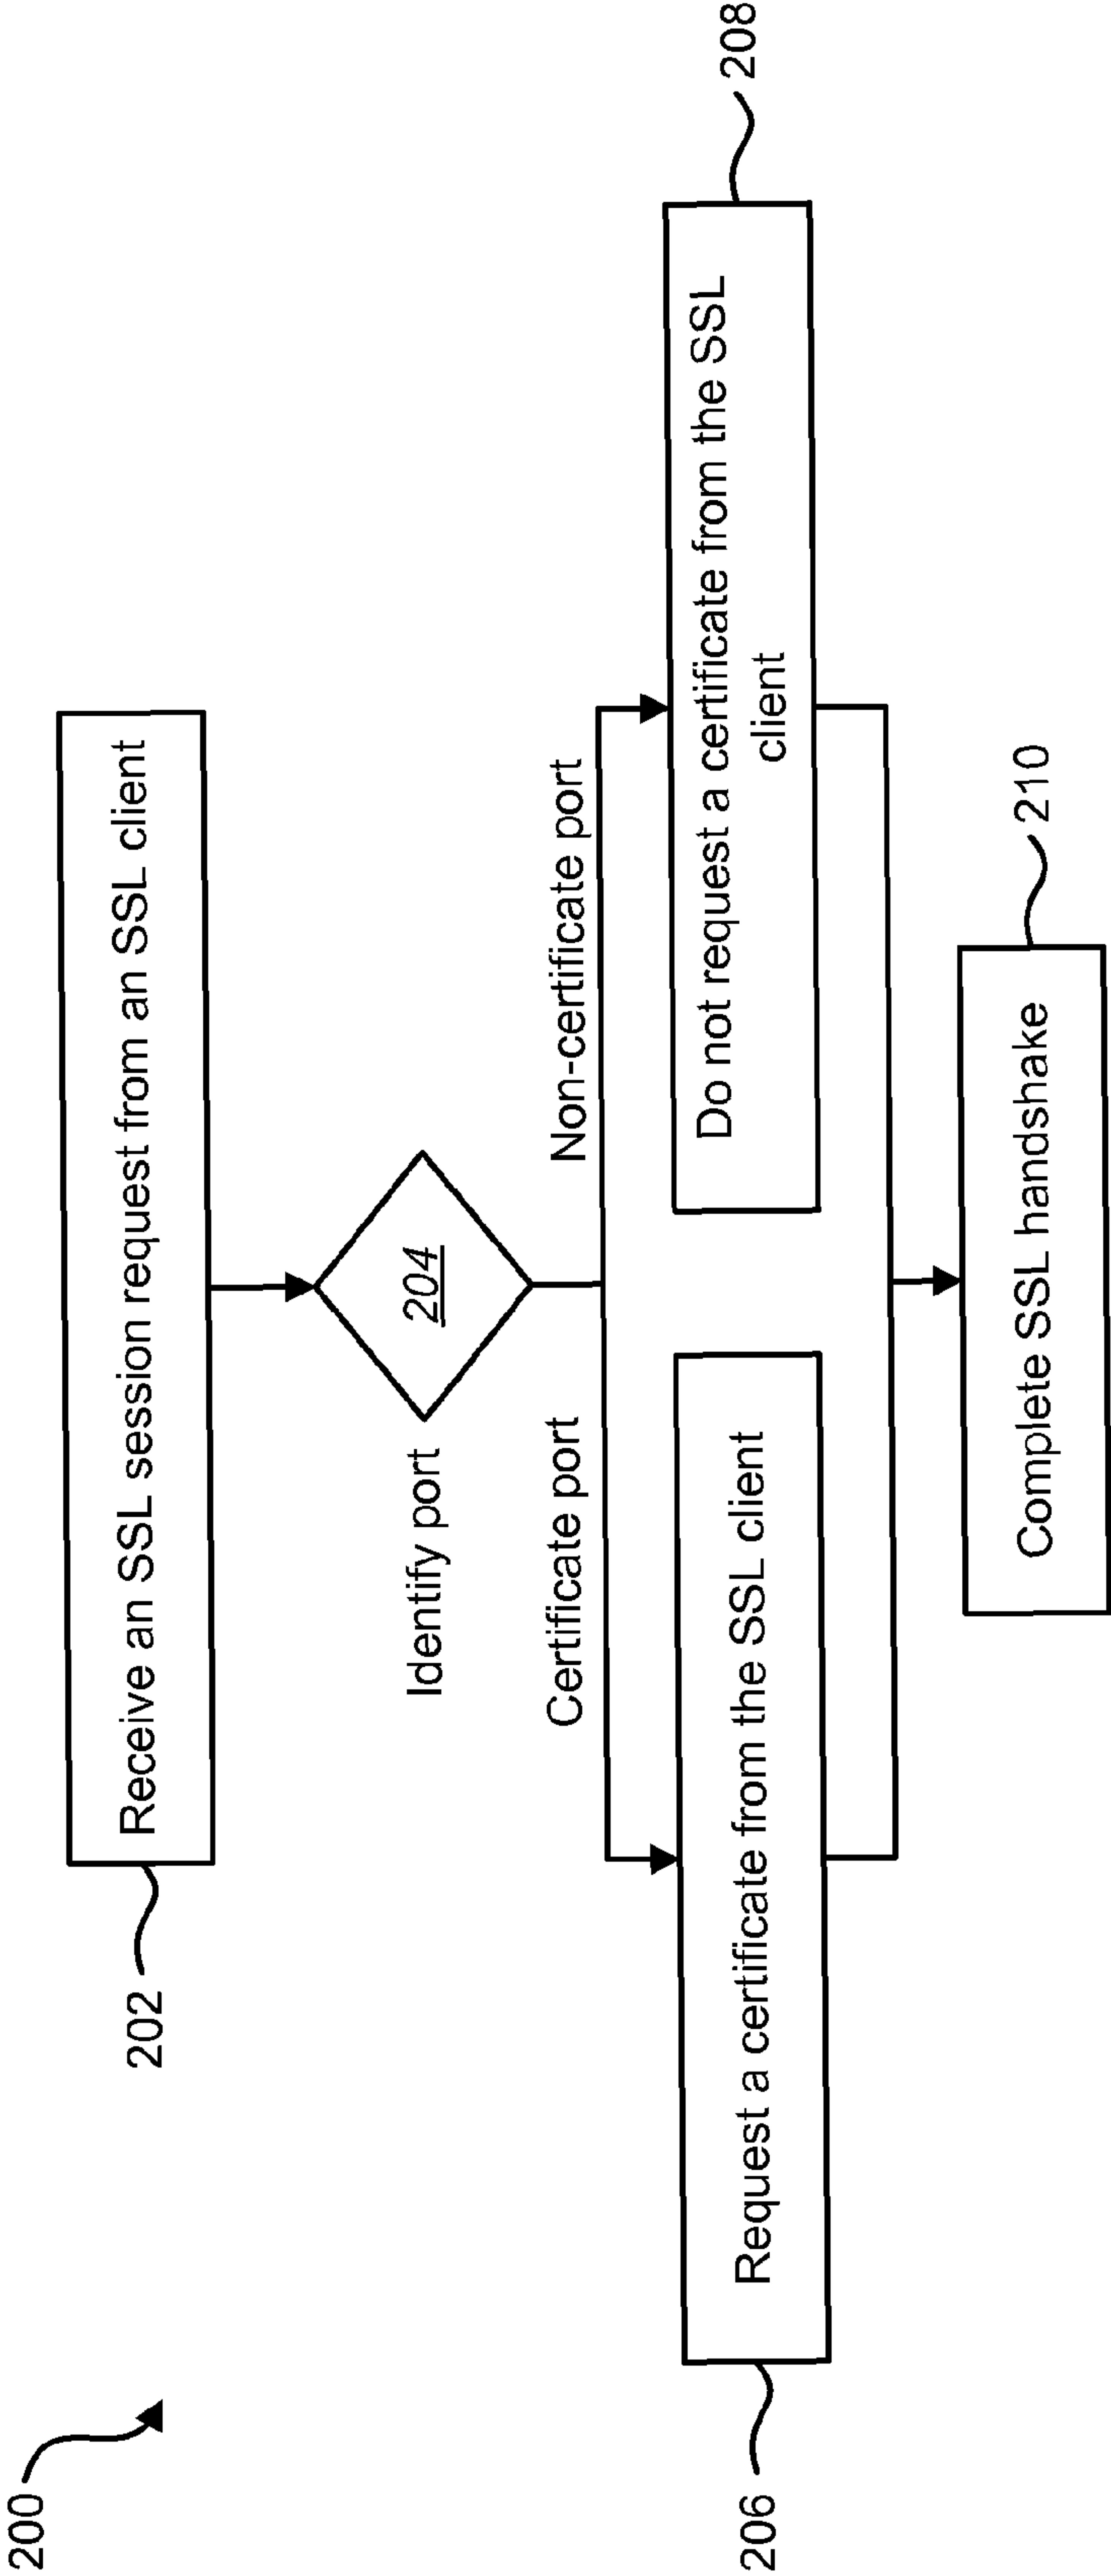 200
202
Receive an SSL session request from an SSL client
Identify port
204
Certificate port
Non-certificate port
206
Request a certificate from the SSL client
Do not request a certificate from the SSL
client
208
Complete SSL handshake
210